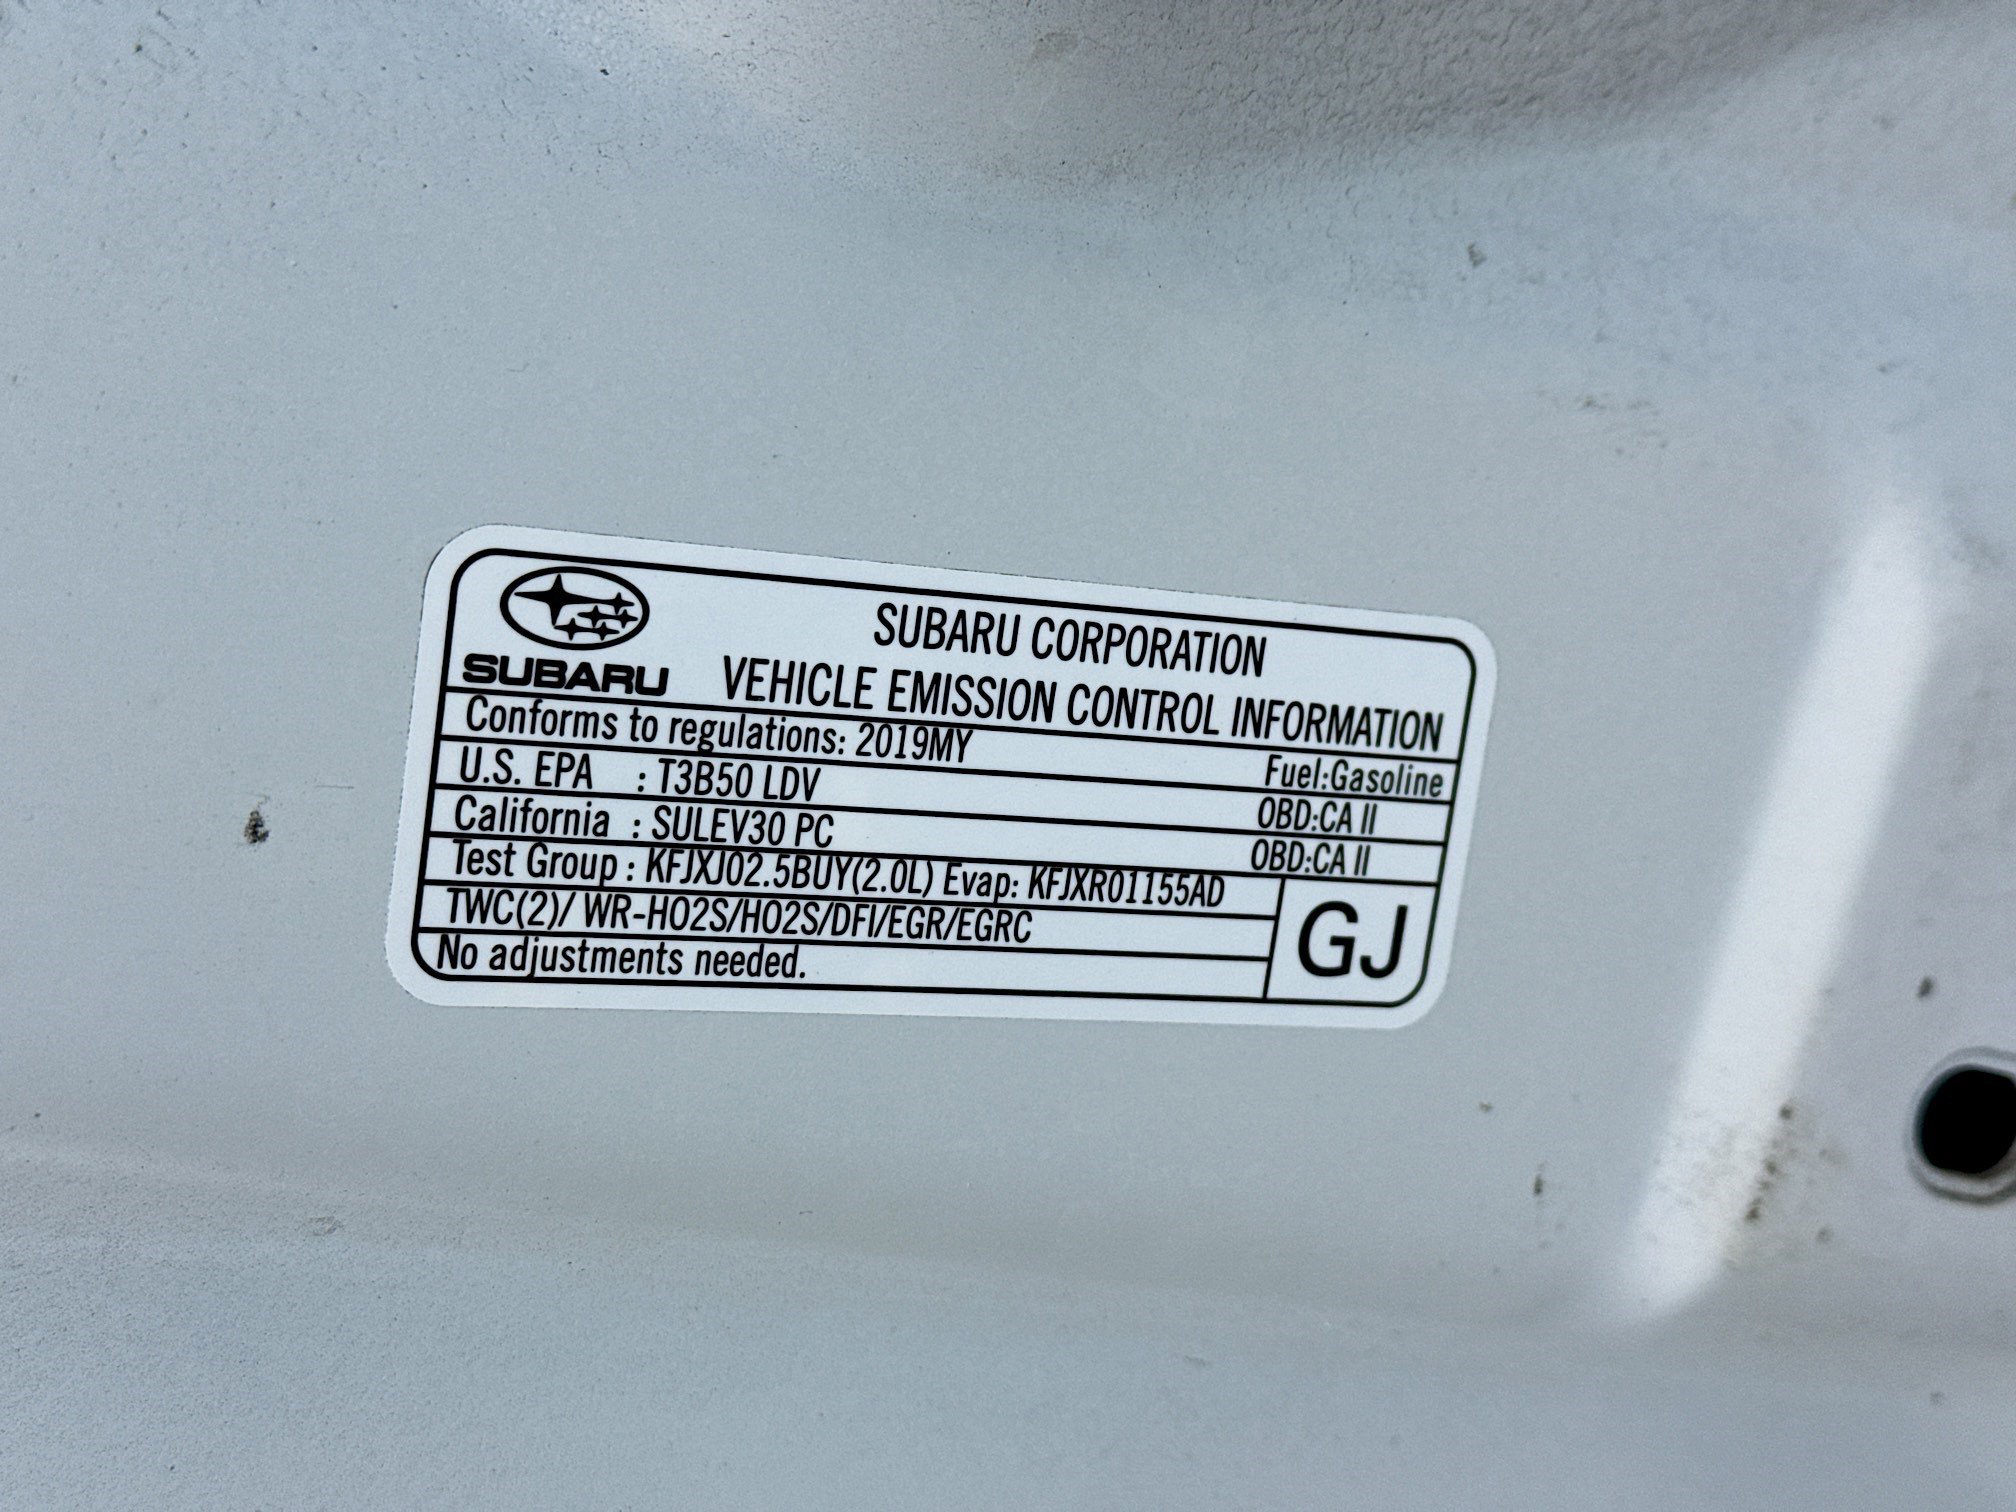 SUBARU CORPORATION
SUBARU VEHICLE EMISSION CONTROL INFORMATION
Conforms to regulations: 2019MY Fuel:Gasoline
U.S. EPA : T3B50 LDV OBD:CA II
California : SULEV30 PC OBD:CA II
Test Group : KFJXJ02.5BUY(2.0L) Evap: KFJXR01155AD
TWC(2)/ WR-HO2S/HO2S/DFI/EGR/EGRC
No adjustments needed.
GJ